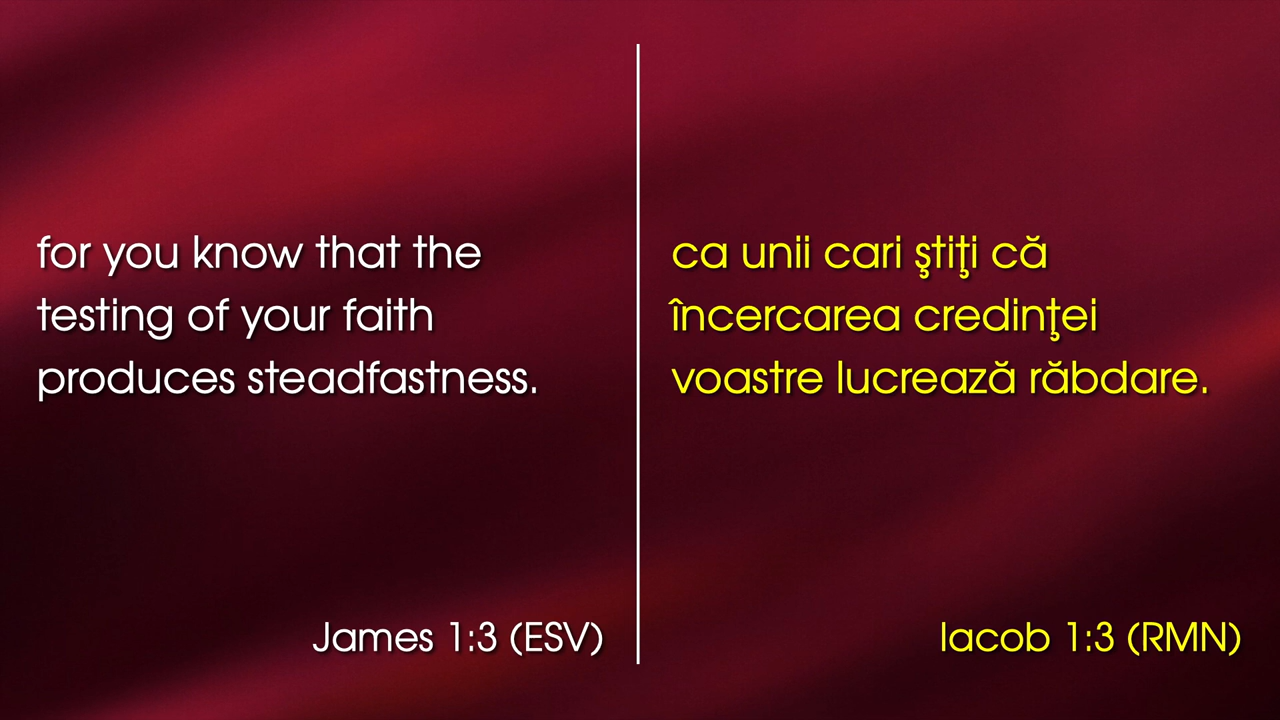 for you know that the
testing of your faith
produces steadfastness.
James 1:3 (ESV)
ca unii cari ştiţi că
încercarea credinţei
voastre lucrează răbdare.
Iacob 1:3 (RMN)